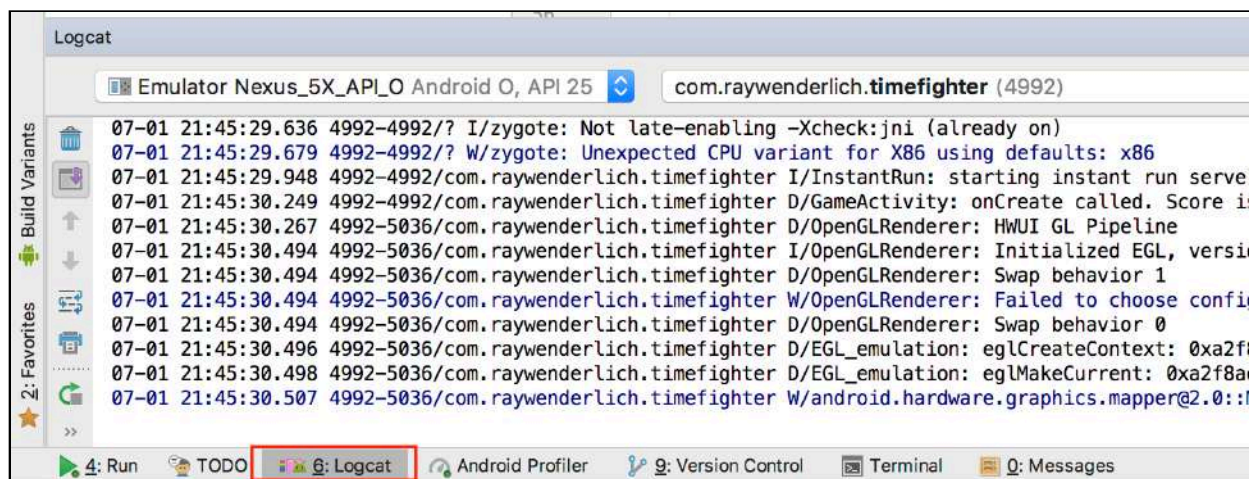 Logcat
Emulator Nexus_5X_API_O Android O, API 25 com.raywenderlich.timefighter (4992)
Build Variants
2: Favorites
07-01 21:45:29.636 4992-4992/? I/zygote: Not late-enabling -Xcheck:jni (already on)
07-01 21:45:29.679 4992-4992/? W/zygote: Unexpected CPU variant for X86 using defaults: x86
07-01 21:45:29.948 4992-4992/com.raywenderlich.timefighter I/InstantRun: starting instant run serve
07-01 21:45:30.249 4992-4992/com.raywenderlich.timefighter D/GameActivity: onCreate called. Score is
07-01 21:45:30.267 4992-5036/com.raywenderlich.timefighter D/OpenGLRenderer: HWUI GL Pipeline
07-01 21:45:30.494 4992-5036/com.raywenderlich.timefighter I/OpenGLRenderer: Initialized EGL, versio
07-01 21:45:30.494 4992-5036/com.raywenderlich.timefighter D/OpenGLRenderer: Swap behavior 1
07-01 21:45:30.494 4992-5036/com.raywenderlich.timefighter W/OpenGLRenderer: Failed to choose config
07-01 21:45:30.494 4992-5036/com.raywenderlich.timefighter D/OpenGLRenderer: Swap behavior 0
07-01 21:45:30.496 4992-5036/com.raywenderlich.timefighter D/EGL_emulation: eglCreateContext: 0xa2f8
07-01 21:45:30.498 4992-5036/com.raywenderlich.timefighter D/EGL_emulation: eglMakeCurrent: 0xa2f8a
07-01 21:45:30.507 4992-5036/com.raywenderlich.timefighter W/android.hardware.graphics.mapper@2.0::
4: Run TODO 6: Logcat Android Profiler 9: Version Control Terminal 0: Messages